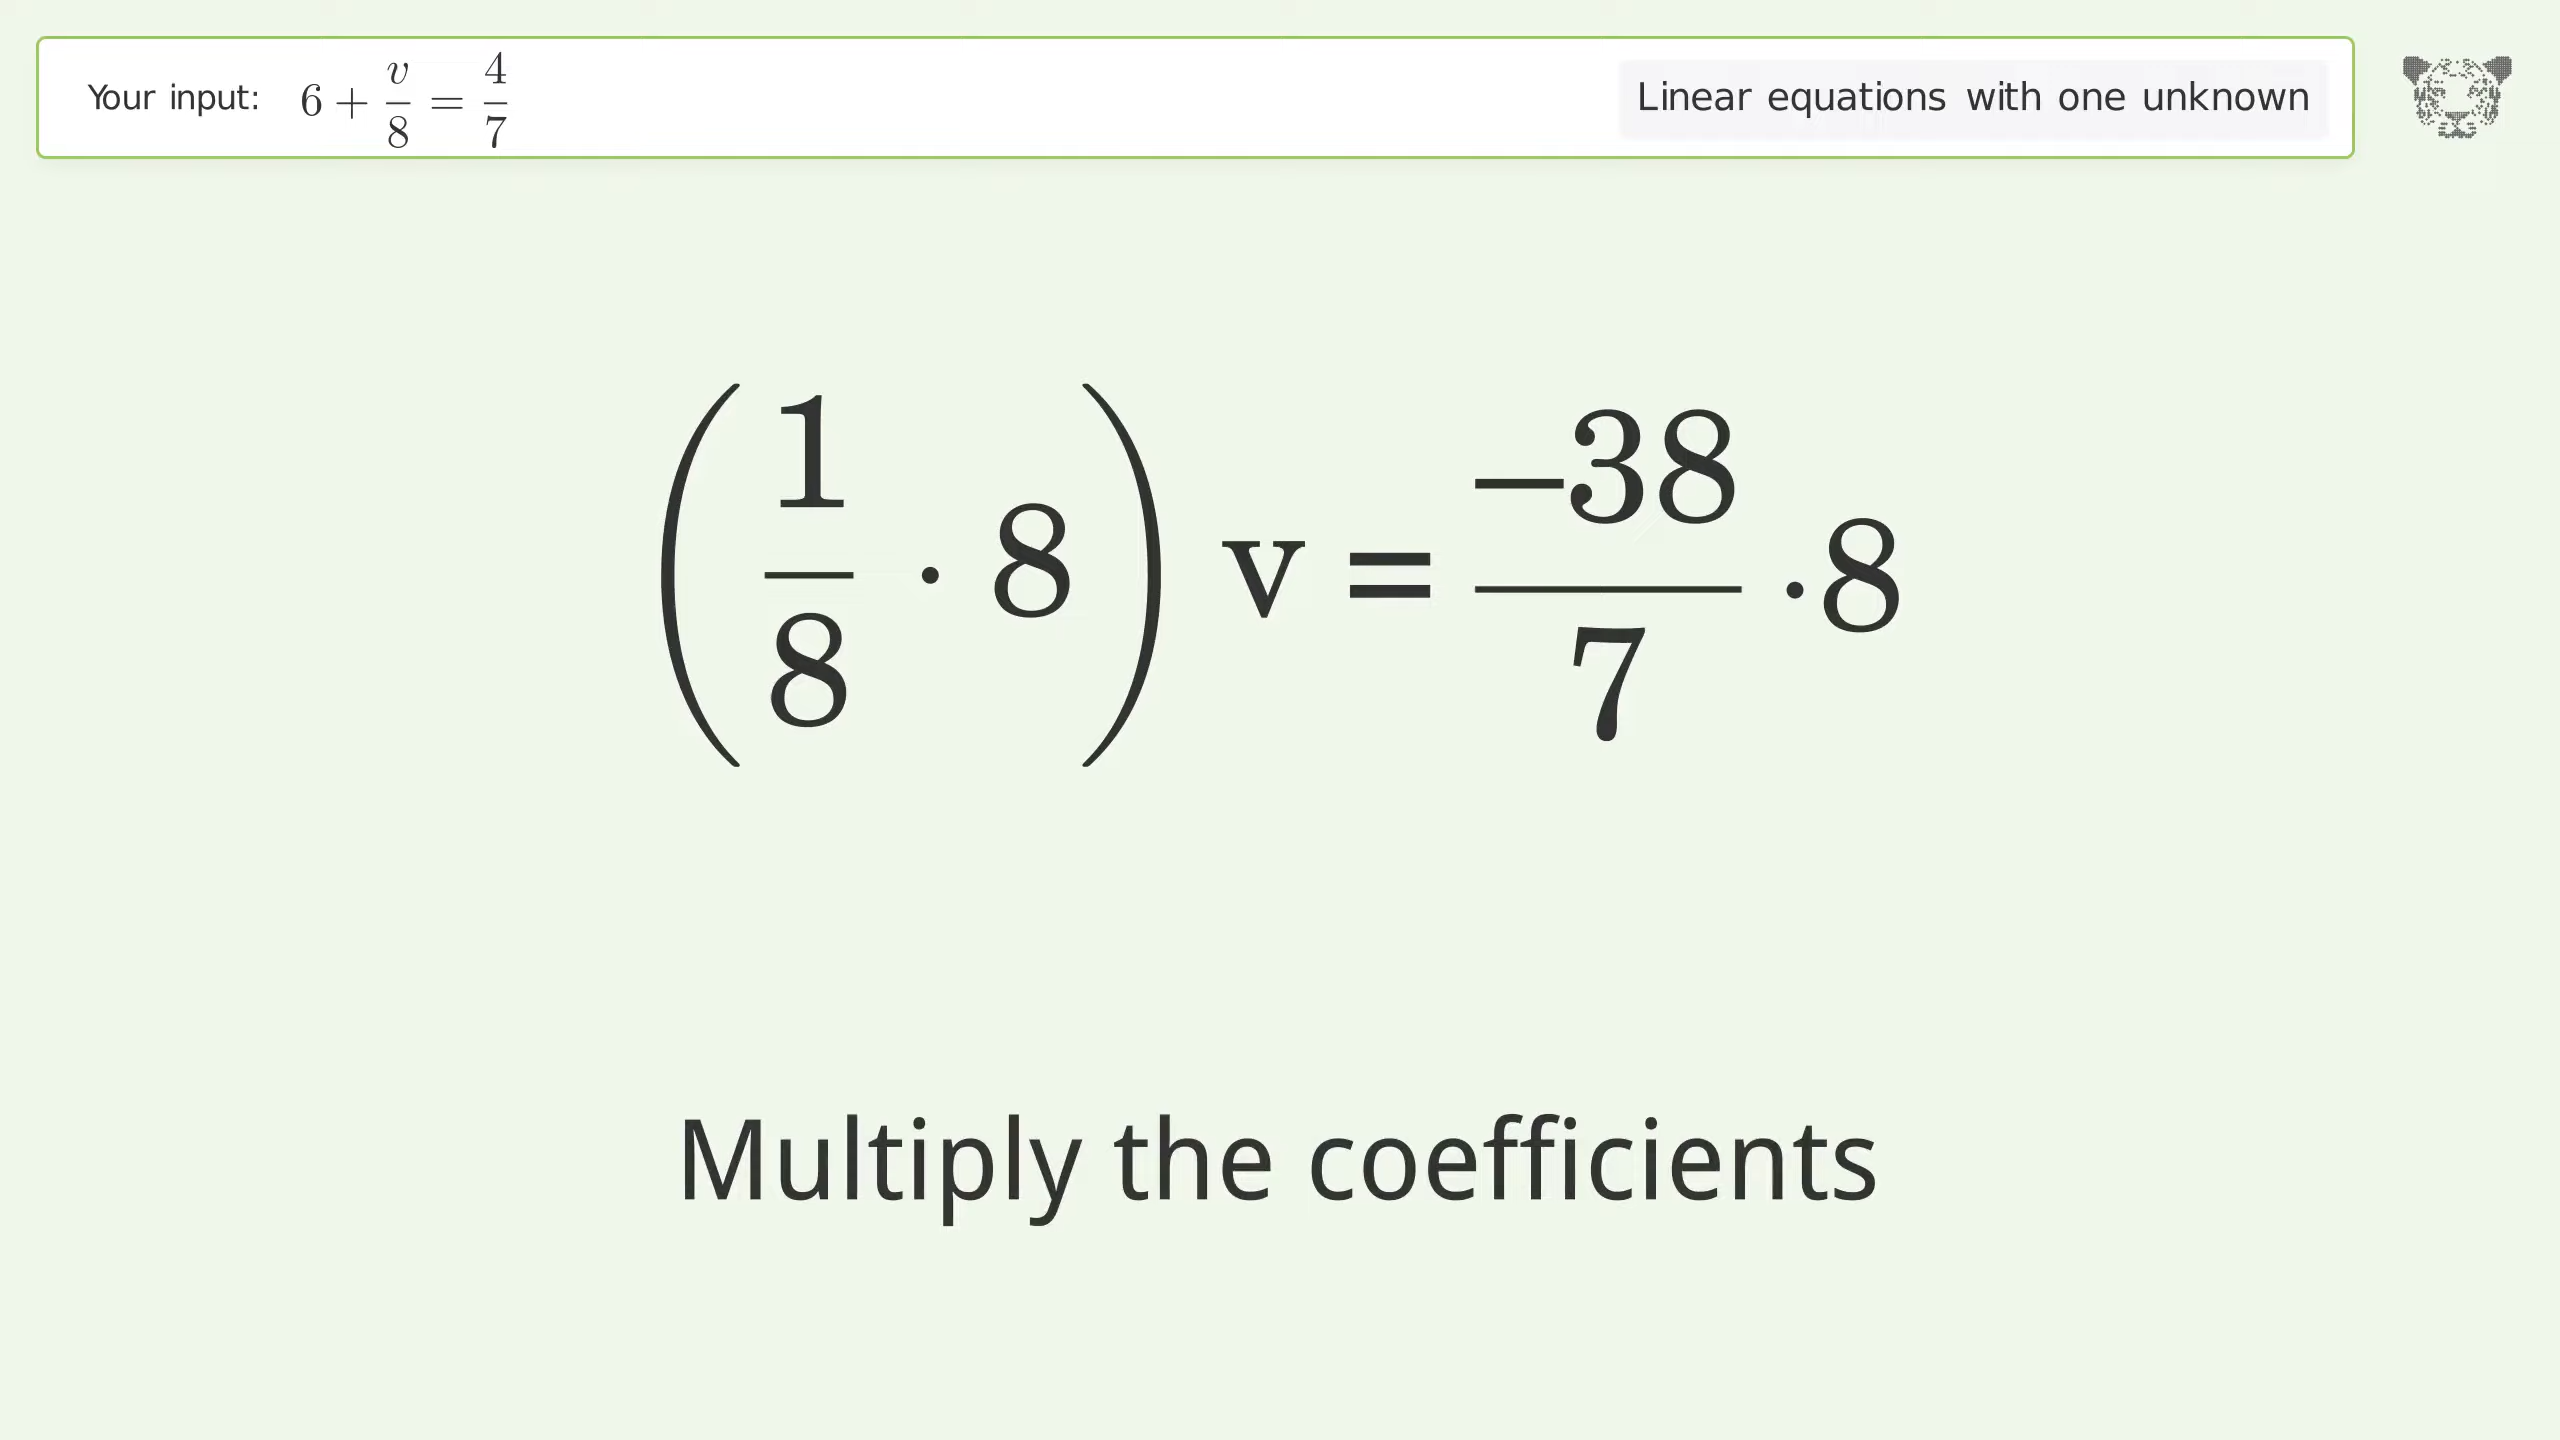 Your input: 6 + v/8 = 4/7
Linear equations with one unknown
(1/8 · 8) v = −38/7 ·8
Multiply the coefficients